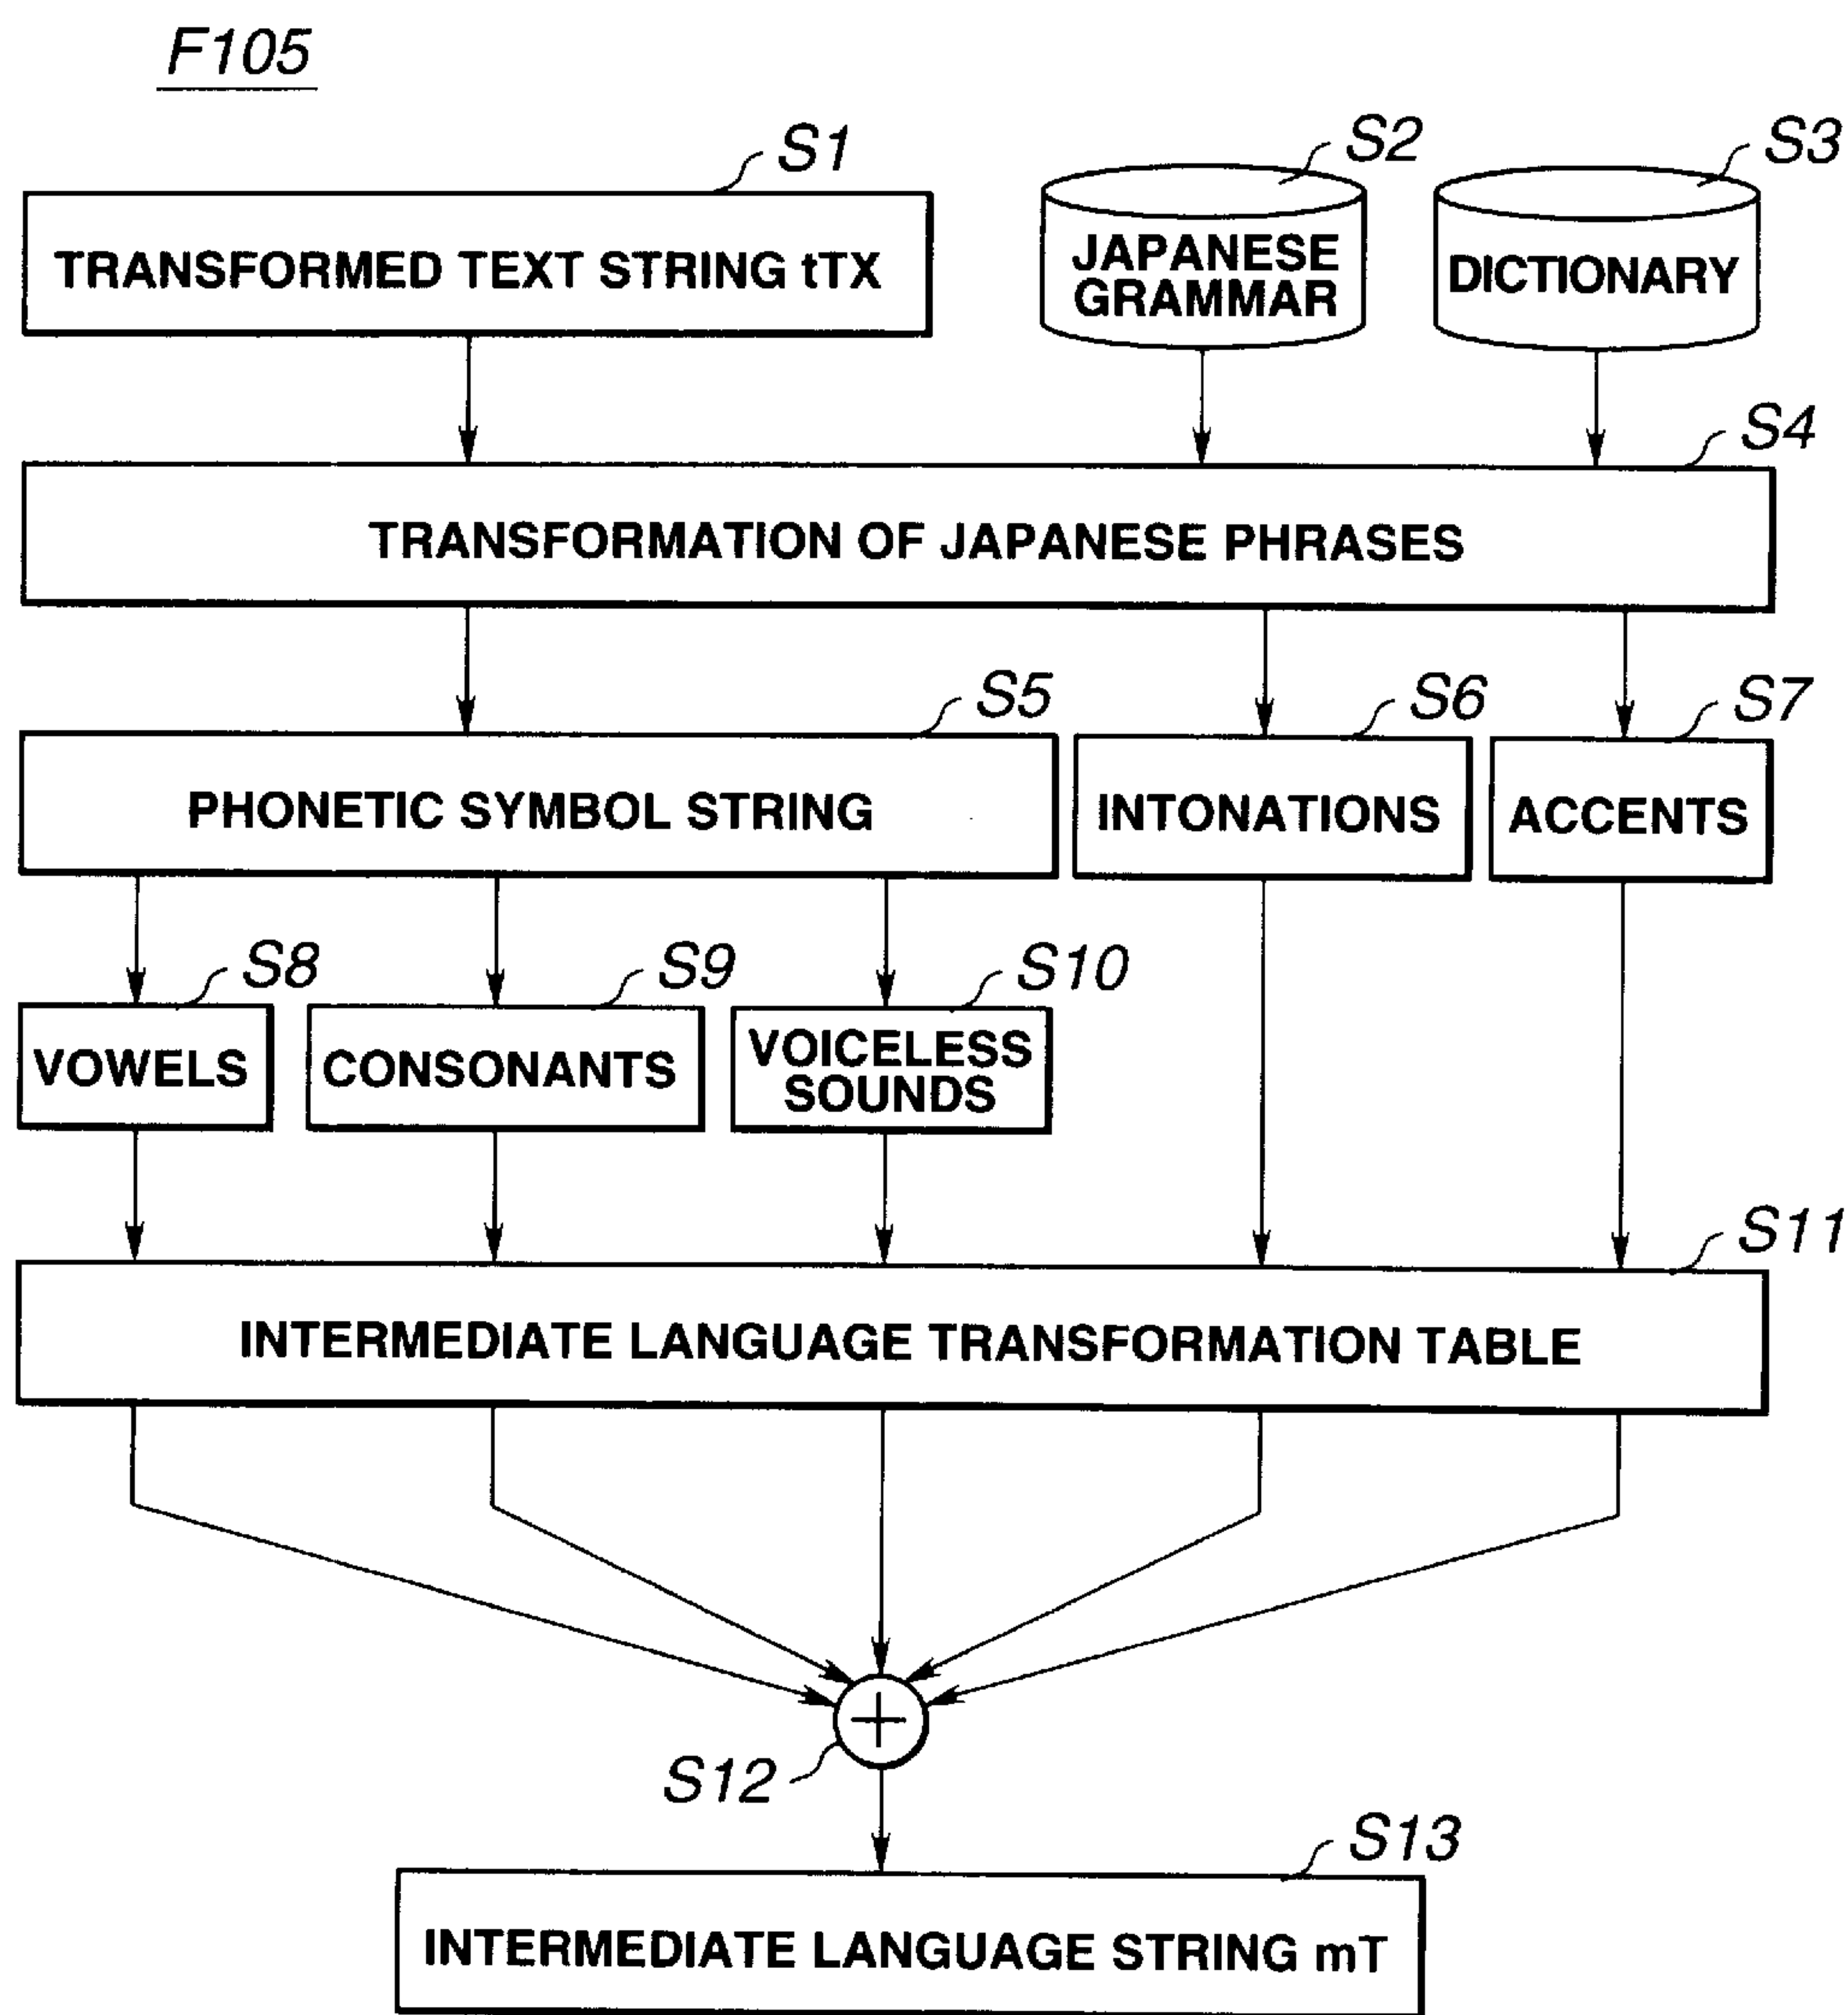 F105
S1
S2
S3
TRANSFORMED TEXT STRING tTX
JAPANESE
GRAMMAR
DICTIONARY
S4
TRANSFORMATION OF JAPANESE PHRASES
S5
S6
S7
PHONETIC SYMBOL STRING
INTONATIONS
ACCENTS
S8
S9
S10
VOWELS
CONSONANTS
VOICELESS
SOUNDS
S11
INTERMEDIATE LANGUAGE TRANSFORMATION TABLE
+
S12
S13
INTERMEDIATE LANGUAGE STRING mT